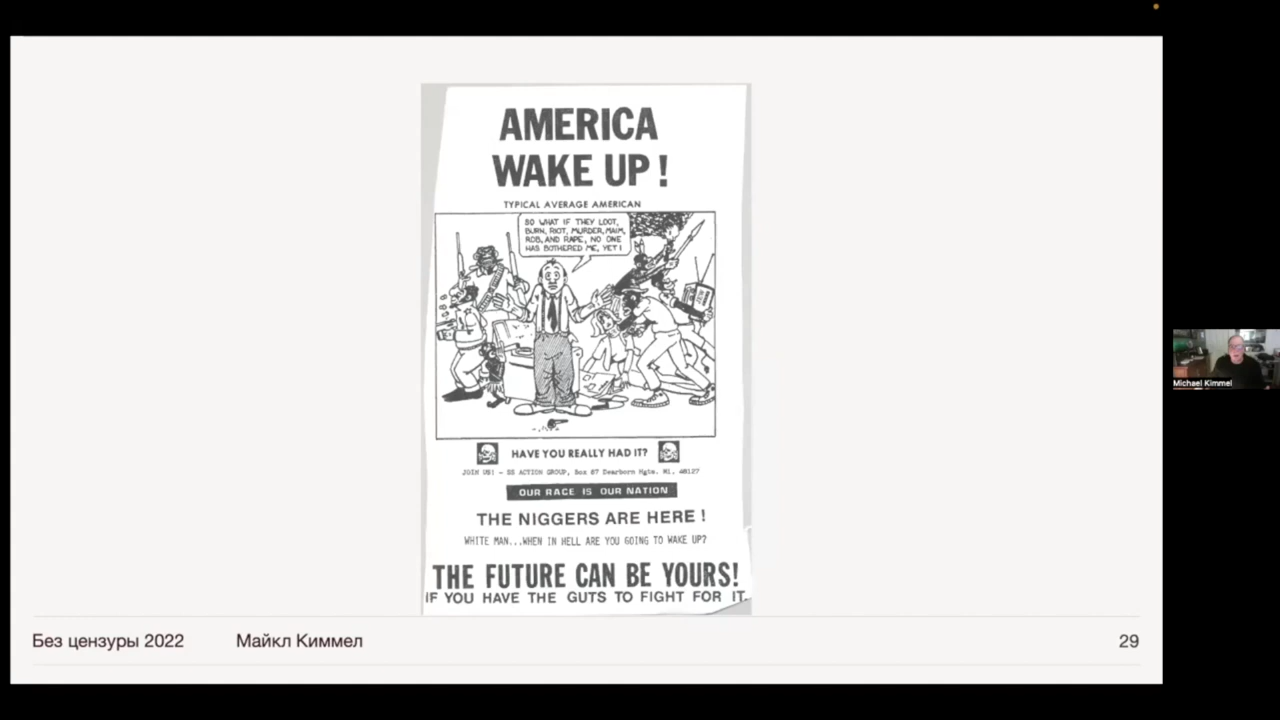 AMERICA
WAKE UP!
TYPICAL AVERAGE AMERICAN
SO WHAT IF THEY LOOT,
BURN, RIOT, MURDER, MAIM,
ROB, AND RAPE, NO ONE
HAS BOTHERED ME, YET!
HAVE YOU REALLY HAD IT?
JOIN US! - SS ACTION GROUP, Box 67 Dearborn Hgts. Mi. 48127
OUR RACE IS OUR NATION
THE NIGGERS ARE HERE!
WHITE MAN...WHEN IN HELL ARE YOU GOING TO WAKE UP?
THE FUTURE CAN BE YOURS!
IF YOU HAVE THE GUTS TO FIGHT FOR IT.
Без цензуры 2022 Майкл Киммел 29
Michael Kimmel